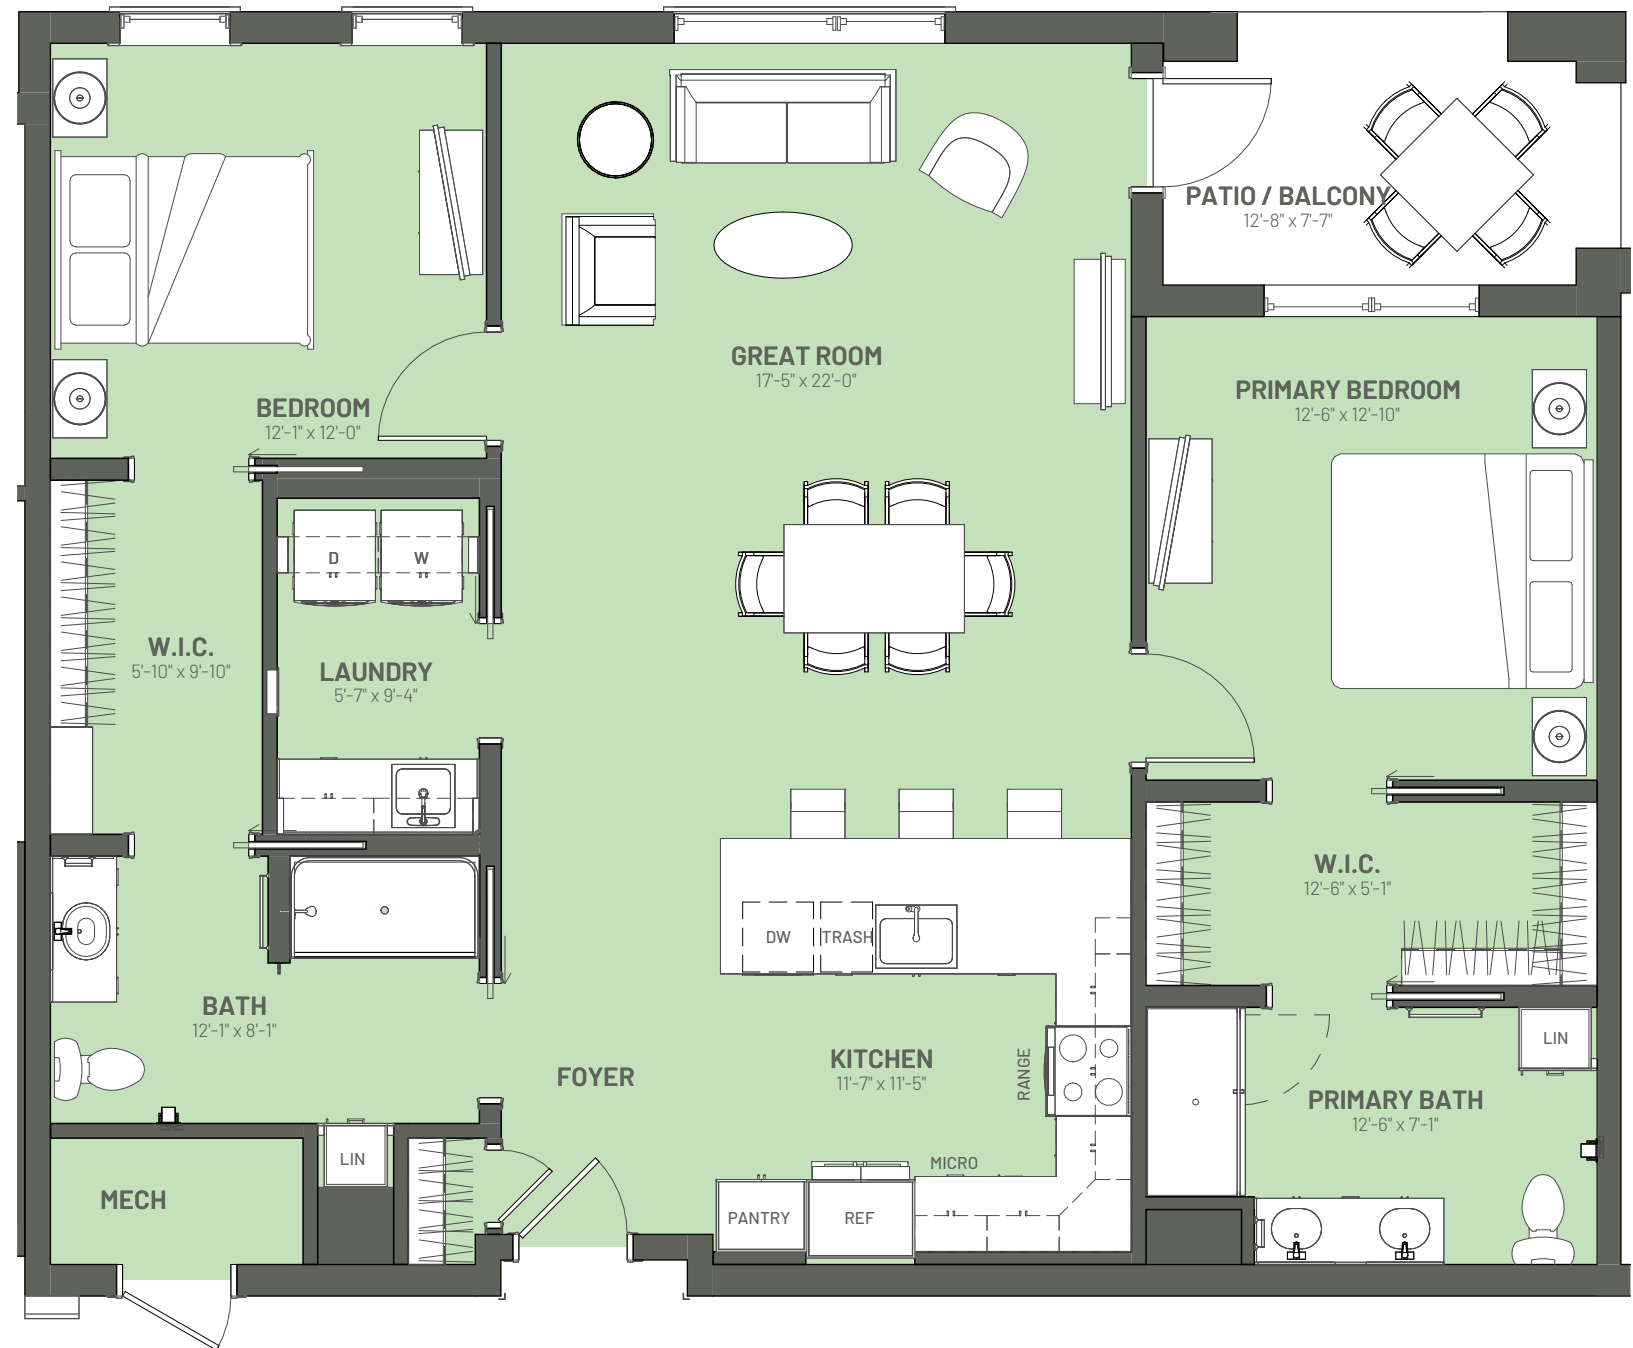 PATIO / BALCONY
12'-8" x 7'-7"
GREAT ROOM
17'-5" x 22'-0"
PRIMARY BEDROOM
12'-6" x 12'-10"
BEDROOM
12'-1" x 12'-0"
D
W
W.I.C.
5'-10" x 9'-10"
LAUNDRY
5'-7" x 9'-4"
W.I.C.
12'-6" x 5'-1"
DW
TRASH
BATH
12'-1" x 8'-1"
FOYER
KITCHEN
11'-7" x 11'-5"
RANGE
LIN
PRIMARY BATH
12'-6" x 7'-1"
LIN
MICRO
MECH
PANTRY
REF